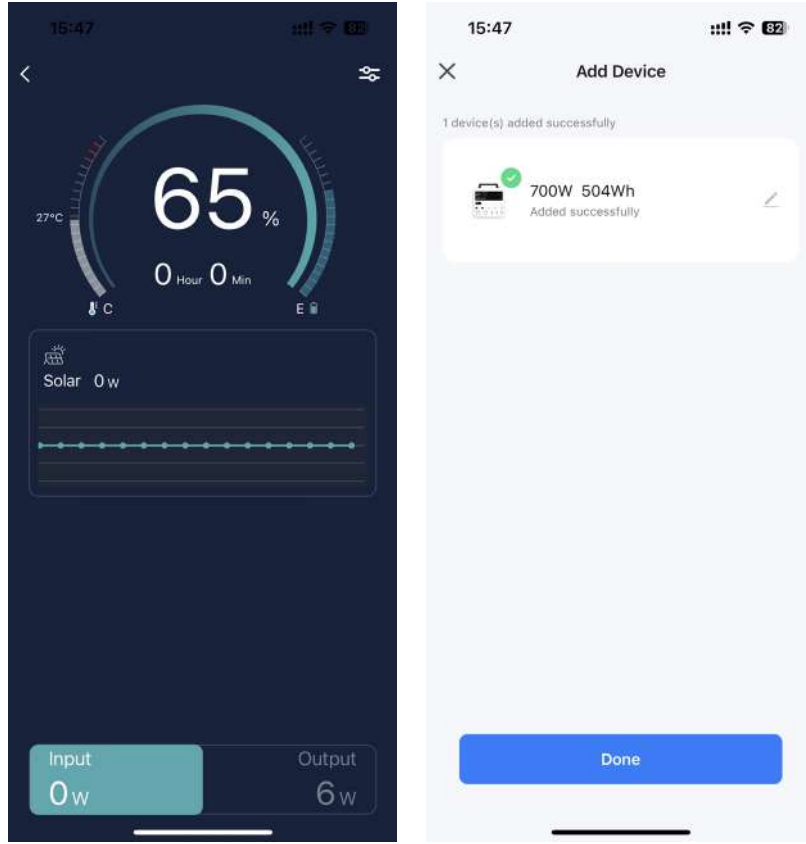 15:47
82
65 %
27°C
0 Hour 0 Min
C
E
Solar 0 w
Input
Output
0 w
6 w
15:47
82
Add Device
1 device(s) added successfully
700W 504Wh
Added successfully
Done